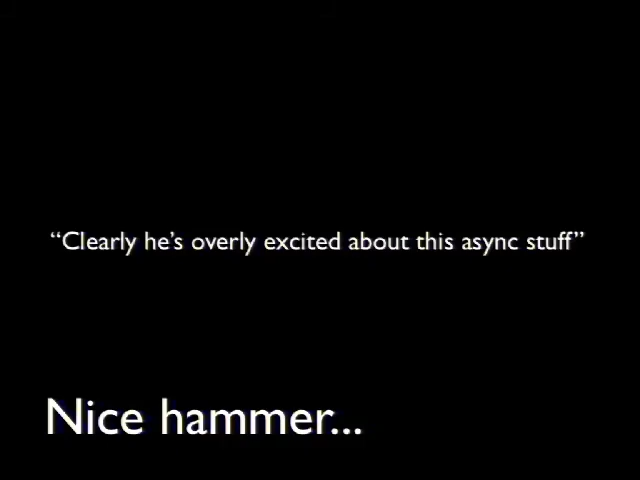 “Clearly he’s overly excited about this async stuff”
Nice hammer...